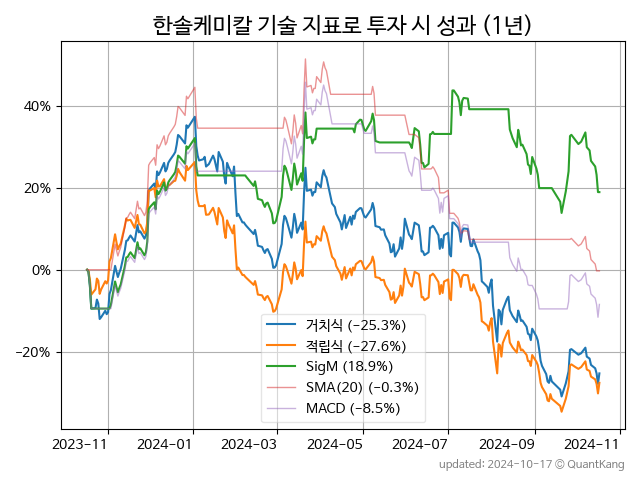 한솔케미칼 기술 지표로 투자 시 성과 (1년)
40%
20%
0%
−20%
거치식 (−25.3%)
적립식 (−27.6%)
SigM (18.9%)
SMA(20) (−0.3%)
MACD (−8.5%)
2023-11 2024-01 2024-03 2024-05 2024-07 2024-09 2024-11
updated: 2024-10-17 © QuantKang